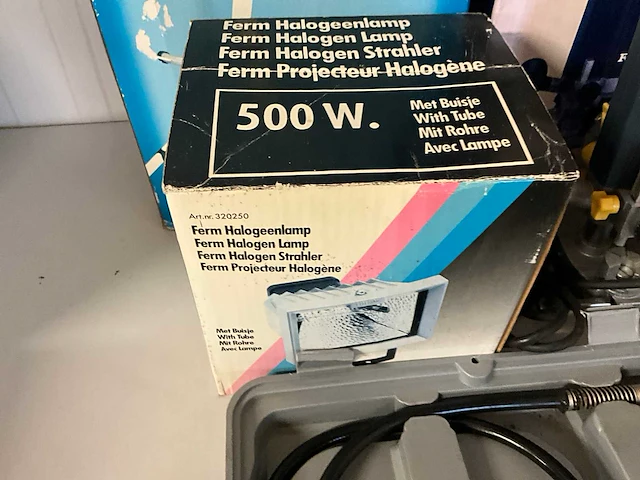 Ferm Halogeenlamp
Ferm Halogen Lamp
Ferm Halogen Strahler
Ferm Projecteur Halogène
500 W.
Met Buisje
With Tube
Mit Rohre
Avec Lampe
Art.nr. 320250
Ferm Halogeenlamp
Ferm Halogen Lamp
Ferm Halogen Strahler
Ferm Projecteur Halogène
Met Buisje
With Tube
Mit Rohre
Avec Lampe